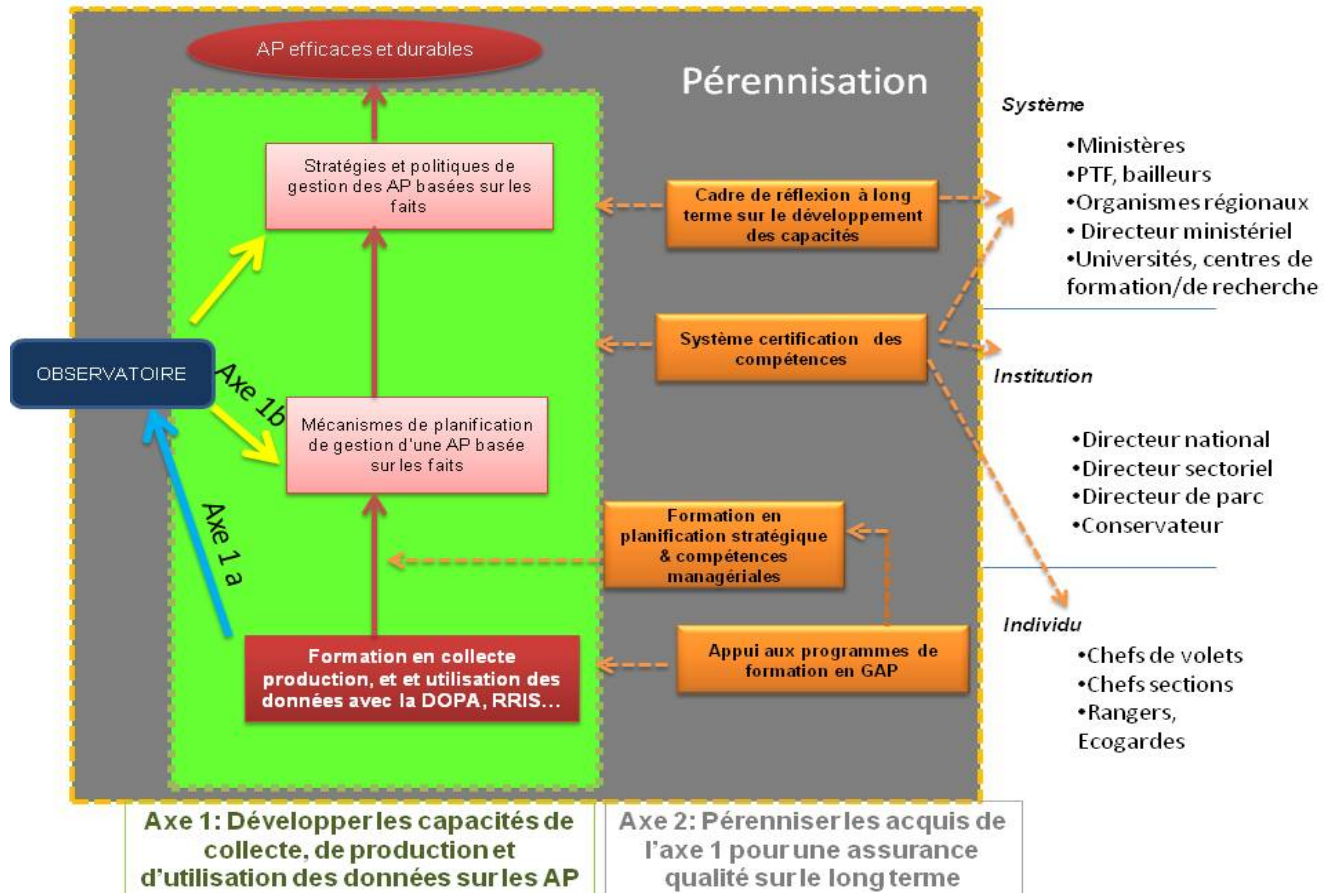 AP efficaces et durables
Pérennisation
Stratégies et politiques de
gestion des AP basées sur les
faits
Cadre de réflexion à long
terme sur le développement
des capacités
Système
•Ministères
•PTF, bailleurs
•Organismes régionaux
• Directeur ministériel
•Universités, centres de
formation/de recherche
OBSERVATOIRE
Axe 1b
Axe 1 a
Système certification des
compétences
Mécanismes de planification
de gestion d'une AP basée
sur les faits
Institution
•Directeur national
•Directeur sectoriel
•Directeur de parc
•Conservateur
Formation en
planification stratégique
& compétences
managériales
Formation en collecte
production, et et utilisation des
données avec la DOPA, RRIS…
Appui aux programmes de
formation en GAP
Individu
•Chefs de volets
•Chefs sections
•Rangers,
Ecogardes
Axe 1: Développer les capacités de
collecte, de production et
d'utilisation des données sur les AP
Axe 2: Pérenniser les acquis de
l'axe 1 pour une assurance
qualité sur le long terme